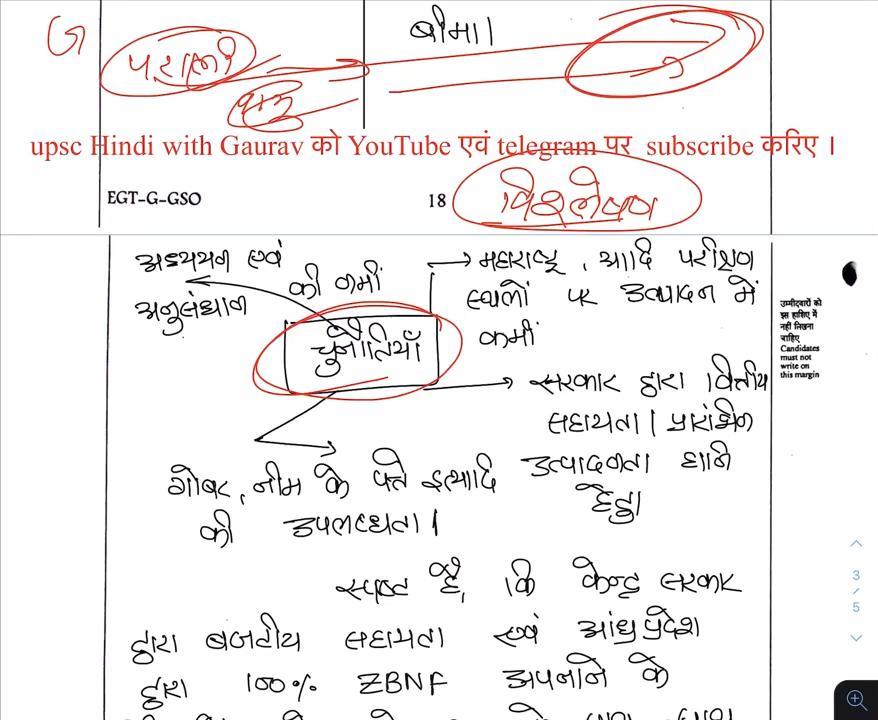 बीमा।
पराली
upsc Hindi with Gaurav को YouTube एवं telegram पर subscribe करिए ।
EGT-G-GSO
18
विश्लेषण
अध्ययन एवं
अनुसंधान की कमी
→ महाराष्ट्र, आदि परीक्षण
स्थलों पर उत्पादन में
कमी
चुनौतियाँ
→ सरकार द्वारा वित्तीय
सहायता। प्रारंभिक
उत्पादकता हानि
हेतु।
गोबर, नीम के पत्ते इत्यादि
की उपलब्धता।
उम्मीदवारों को
इस हाशिए में
नहीं लिखना
चाहिए
Candidates
must not
write on
this margin
स्पष्ट है, कि केन्द्र सरकार
द्वारा बजटीय सहायता एवं आंध्र प्रदेश
द्वारा 100% ZBNF अपनाने के
3
/
5